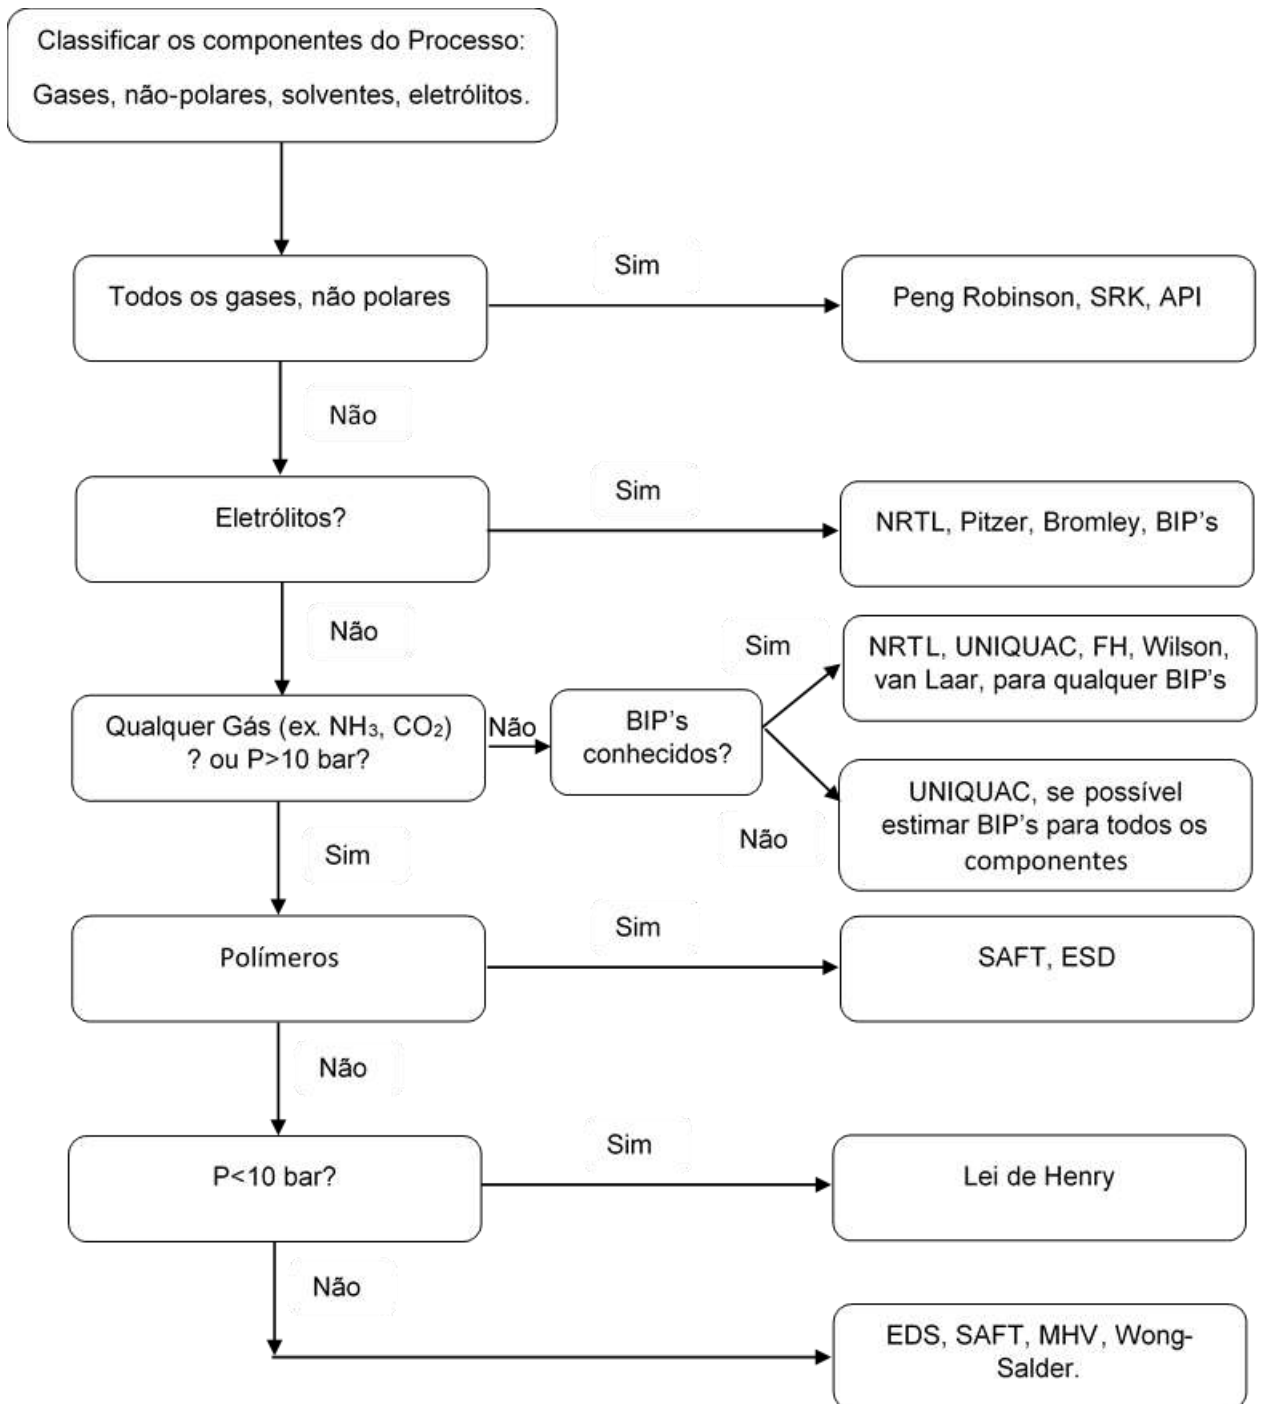 Classificar os componentes do Processo:
Gases, não-polares, solventes, eletrólitos.
Sim
Todos os gases, não polares
Peng Robinson, SRK, API
Não
Sim
Eletrólitos?
NRTL, Pitzer, Bromley, BIP's
Não
Sim
NRTL, UNIQUAC, FH, Wilson,
van Laar, para qualquer BIP's
Qualquer Gás (ex. NH₃, CO₂)
? ou P>10 bar?
Não
BIP's
conhecidos?
UNIQUAC, se possível
estimar BIP's para todos os
componentes
Não
Sim
Sim
Polímeros
SAFT, ESD
Não
Sim
P<10 bar?
Lei de Henry
Não
EDS, SAFT, MHV, Wong-
Salder.